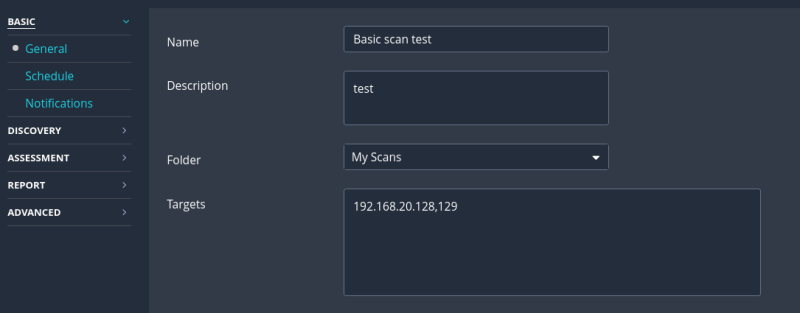 BASIC
General
Schedule
Notifications
DISCOVERY
ASSESSMENT
REPORT
ADVANCED
Name
Basic scan test
Description
test
Folder
My Scans
Targets
192.168.20.128,129